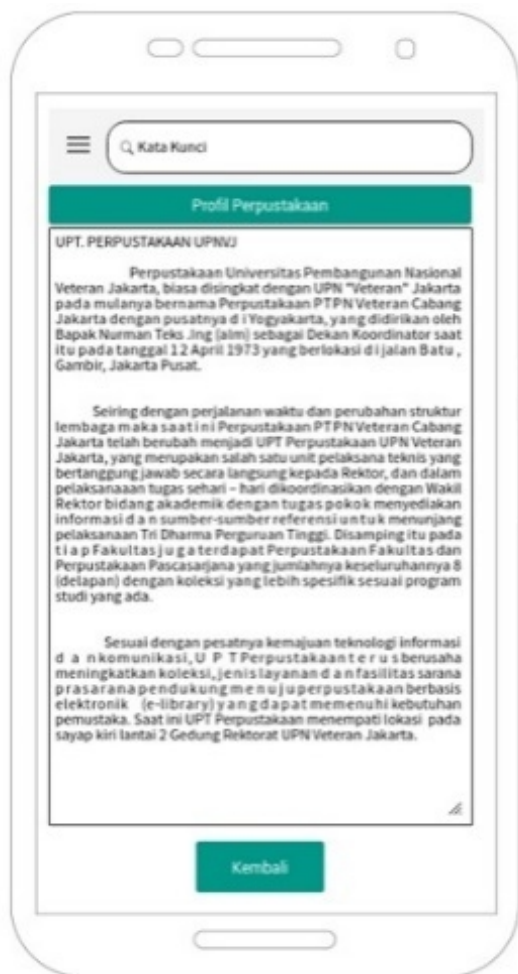 Kata Kunci
Profil Perpustakaan
UPT. PERPUSTAKAAN UPNVJ
Perpustakaan Universitas Pembangunan Nasional
Veteran Jakarta, biasa disingkat dengan UPN "Veteran" Jakarta
pada mulanya bernama Perpustakaan PTPN Veteran Cabang
Jakarta dengan pusatnya d i Yogyakarta, yang didirikan oleh
Bapak Nurman Teks .Ing (alm) sebagai Dekan Koordinator saat
itu pada tanggal 12 April 1973 yang berlokasi di jalan Batu ,
Gambir, Jakarta Pusat.
Seiring dengan perjalanan waktu dan perubahan struktur
lembaga maka saat ini Perpustakaan PTPN Veteran Cabang
Jakarta telah berubah menjadi UPT Perpustakaan UPN Veteran
Jakarta, yang merupakan salah satu unit pelaksana teknis yang
bertanggung jawab secara langsung kepada Rektor, dan dalam
pelaksanaaan tugas sehari – hari dikoordinasikan dengan Wakil
Rektor bidang akademik dengan tugas pokok menyediakan
informasi d a n sumber-sumber referensi u n t u k menunjang
pelaksanaan Tri Dharma Perguruan Tinggi. Disamping itu pada
t i a p Fakultas j u g a terdapat Perpustakaan Fakultas dan
Perpustakaan Pascasarjana yang jumlahnya keseluruhannya 8
(delapan) dengan koleksi yang lebih spesifik sesuai program
studi yang ada.
Sesuai dengan pesatnya kemajuan teknologi informasi
d a n komunikasi, U P T Perpustakaan t e r u s berusaha
meningkatkan koleksi, jenis layanan d a n fasilitas sarana
prasarana pendukung m e n u j u perpustakaan berbasis
elektronik (e-library) y a n g dapat memenuhi kebutuhan
pemustaka. Saat ini UPT Perpustakaan menempati lokasi pada
sayap kiri lantai 2 Gedung Rektorat UPN Veteran Jakarta.
Kembali